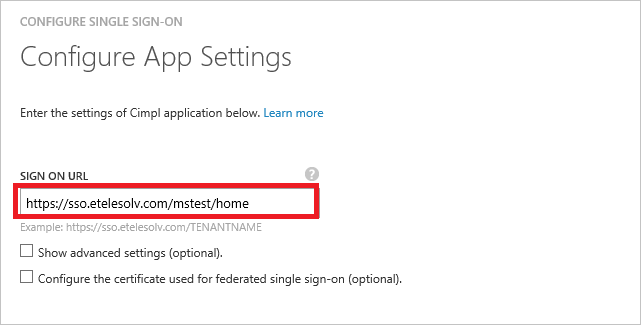 CONFIGURE SINGLE SIGN-ON
Configure App Settings
Enter the settings of Cimpl application below. Learn more
SIGN ON URL ?
https://sso.etelesolv.com/mstest/home
Example: https://sso.etelesolv.com/TENANTNAME
Show advanced settings (optional).
Configure the certificate used for federated single sign-on (optional).